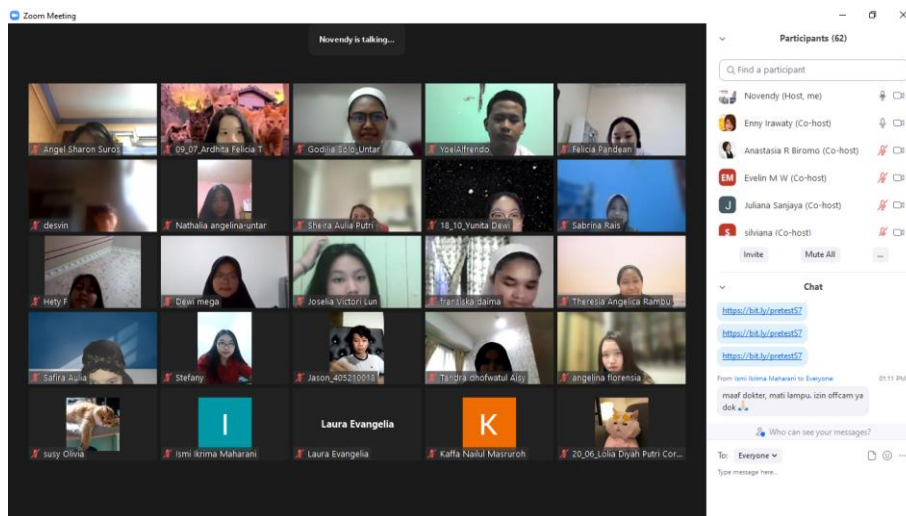 Zoom Meeting
Novendy is talking...
Angel Sharon Suros
09_07_Ardhita Felicia T
Godilia Solo_Untar
YoelAlfrendo
Felicia Pandean
desvin
Nathalia angelina-untar
Sheira Aulia Putri
18_10_Yunita Dewi
Sabrina Rais
Hety F
Dewi mega
Joselia Victori Lun
fransiska daima
Theresia Angelica Rambu
Safira Aulia
Stefany
Jason_405210018
Tandra dhofwatul Aisy
angelina florensia
susy Olivia
I
Ismi Ikrima Maharani
Laura Evangelia
Laura Evangelia
K
Kaffa Nailul Masruroh
20_06_Lolia Diyah Putri Cor...
Participants (62)
Find a participant
Novendy (Host, me)
Enny Irawaty (Co-host)
Anastasia R Biromo (Co-host)
EM Evelin M W (Co-host)
J Juliana Sanjaya (Co-host)
S silviana (Co-host)
Invite Mute All ...
Chat
https://bit.ly/pretestS7
https://bit.ly/pretestS7
https://bit.ly/pretestS7
From Ismi Ikrima Maharani to Everyone 01:11 PM
maaf dokter, mati lampu. izin offcam ya
dok 🙏
Who can see your messages?
To: Everyone
Type message here...